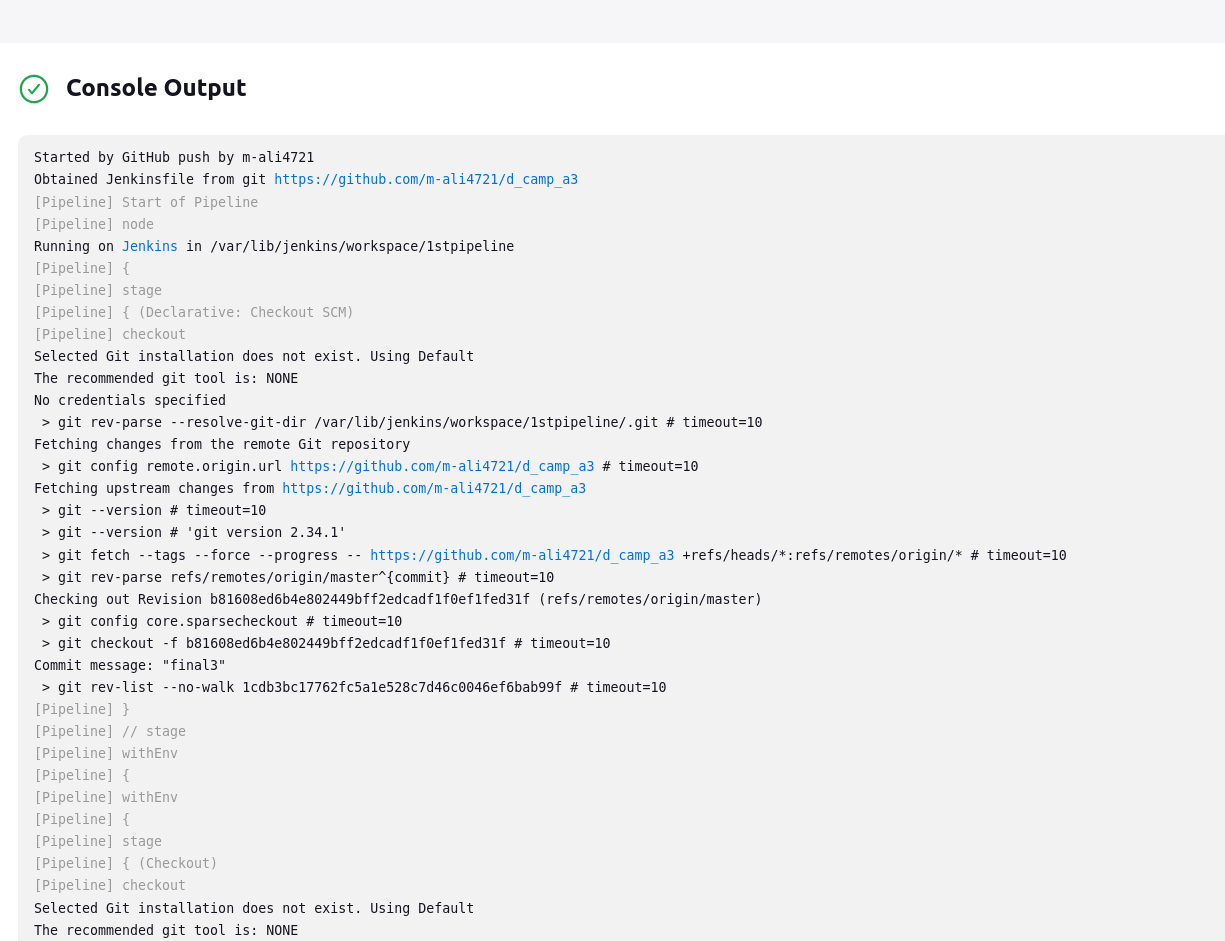 Console Output
Started by GitHub push by m-ali4721
Obtained Jenkinsfile from git https://github.com/m-ali4721/d_camp_a3
[Pipeline] Start of Pipeline
[Pipeline] node
Running on Jenkins in /var/lib/jenkins/workspace/1stpipeline
[Pipeline] {
[Pipeline] stage
[Pipeline] { (Declarative: Checkout SCM)
[Pipeline] checkout
Selected Git installation does not exist. Using Default
The recommended git tool is: NONE
No credentials specified
 > git rev-parse --resolve-git-dir /var/lib/jenkins/workspace/1stpipeline/.git # timeout=10
Fetching changes from the remote Git repository
 > git config remote.origin.url https://github.com/m-ali4721/d_camp_a3 # timeout=10
Fetching upstream changes from https://github.com/m-ali4721/d_camp_a3
 > git --version # timeout=10
 > git --version # 'git version 2.34.1'
 > git fetch --tags --force --progress -- https://github.com/m-ali4721/d_camp_a3 +refs/heads/*:refs/remotes/origin/* # timeout=10
 > git rev-parse refs/remotes/origin/master^{commit} # timeout=10
Checking out Revision b81608ed6b4e802449bff2edcadf1f0ef1fed31f (refs/remotes/origin/master)
 > git config core.sparsecheckout # timeout=10
 > git checkout -f b81608ed6b4e802449bff2edcadf1f0ef1fed31f # timeout=10
Commit message: "final3"
 > git rev-list --no-walk 1cdb3bc17762fc5a1e528c7d46c0046ef6bab99f # timeout=10
[Pipeline] }
[Pipeline] // stage
[Pipeline] withEnv
[Pipeline] {
[Pipeline] withEnv
[Pipeline] {
[Pipeline] stage
[Pipeline] { (Checkout)
[Pipeline] checkout
Selected Git installation does not exist. Using Default
The recommended git tool is: NONE